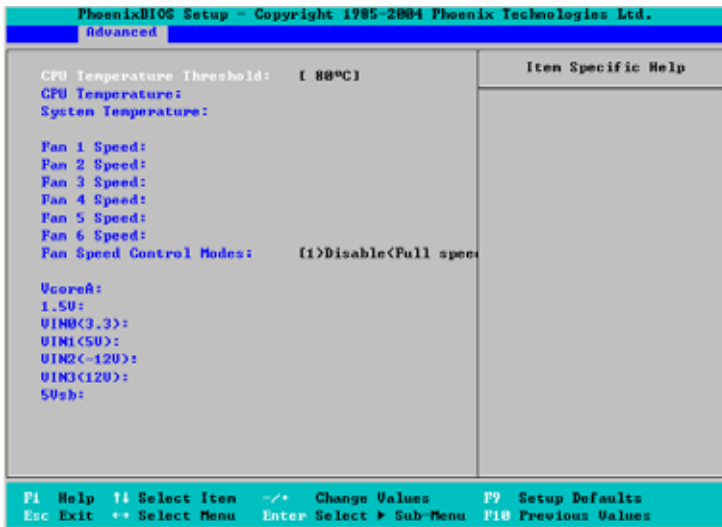 PhoenixBIOS Setup - Copyright 1985-2004 Phoenix Technologies Ltd.
Advanced
CPU Temperature Threshold: [ 80ºC]
Item Specific Help
CPU Temperature:
System Temperature:
Fan 1 Speed:
Fan 2 Speed:
Fan 3 Speed:
Fan 4 Speed:
Fan 5 Speed:
Fan 6 Speed:
Fan Speed Control Modes: [1)Disable(Full speed
VcoreA:
1.5V:
VIN0(3.3):
VIN1(5V):
VIN2(-12V):
VIN3(12V):
5Vsb:
F1 Help ↑↓ Select Item -/+ Change Values F9 Setup Defaults
Esc Exit ↔ Select Menu Enter Select ▶ Sub-Menu F10 Previous Values